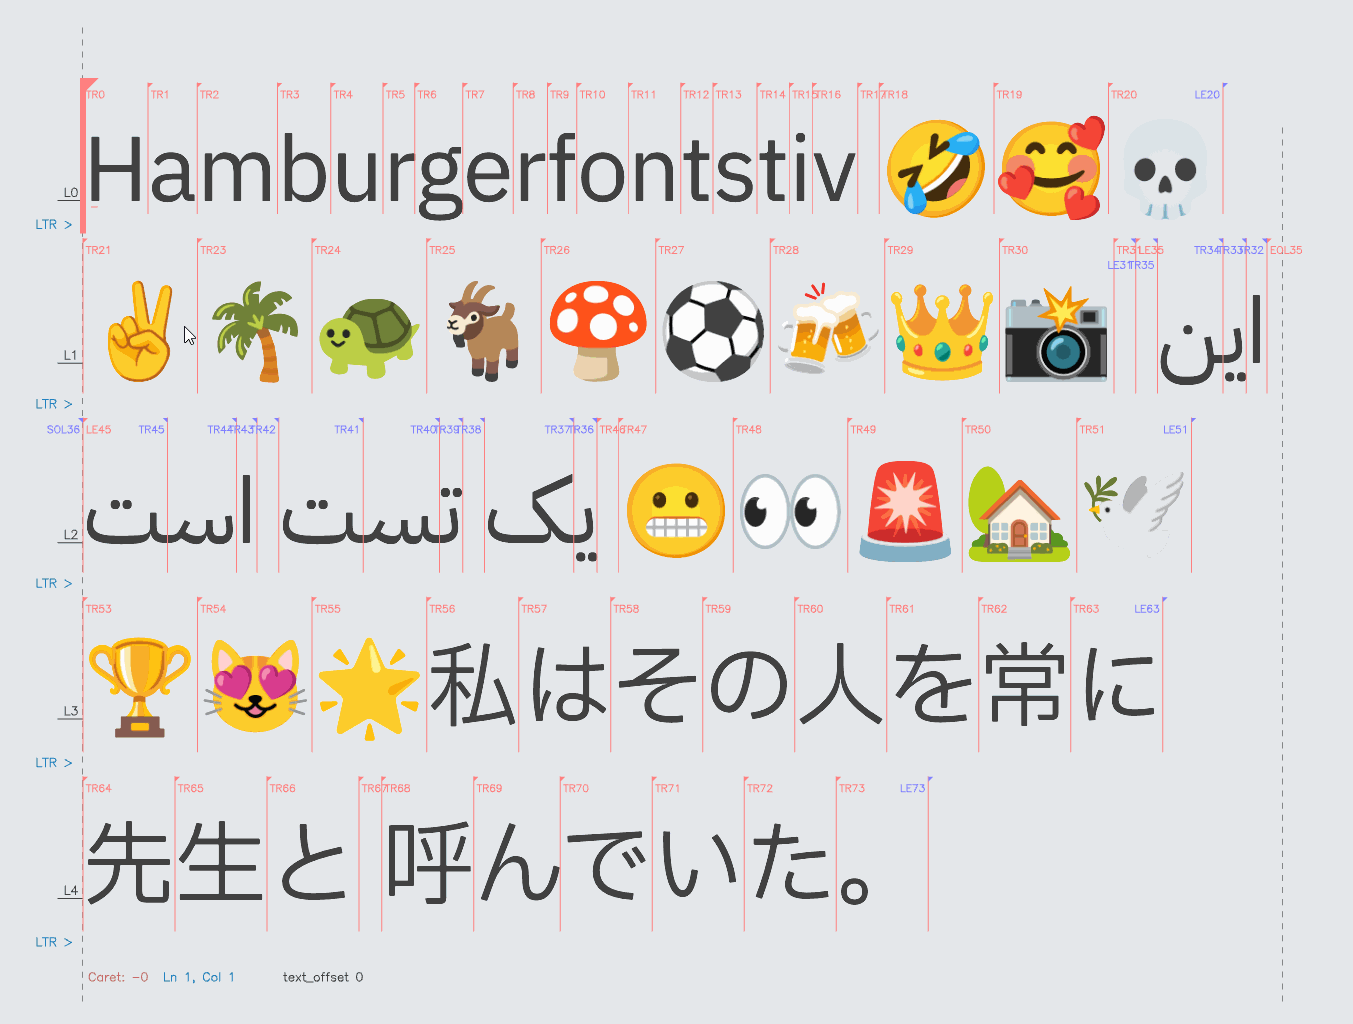 TR0 TR1 TR2 TR3 TR4 TR5 TR6 TR7 TR8 TR9 TR10 TR11 TR12 TR13 TR14 TR15 TR16 TR17 TR18 TR19 TR20 LE20
L0 Hamburgerfontstiv 🤣🥰💀
LTR >
TR21 TR23 TR24 TR25 TR26 TR27 TR28 TR29 TR30 TR31 LE35 TR34 TR33 TR32 EOL35
LE31 TR35
L1 ✌️🌴🐢🐐🍄⚽🍻👑📸 این
LTR >
SOL36 LE45 TR45 TR44 TR43 TR42 TR41 TR40 TR39 TR38 TR37 TR36 TR46 TR47 TR48 TR49 TR50 TR51 LE51
L2 یک تست است 😬👀🚨🏡🕊️
LTR >
TR53 TR54 TR55 TR56 TR57 TR58 TR59 TR60 TR61 TR62 TR63 LE63
L3 🏆😻🌟私はその人を常に
LTR >
TR64 TR65 TR66 TR67 TR68 TR69 TR70 TR71 TR72 TR73 LE73
L4 先生と 呼んでいた。
LTR >
Caret: -0 Ln 1, Col 1 text_offset 0